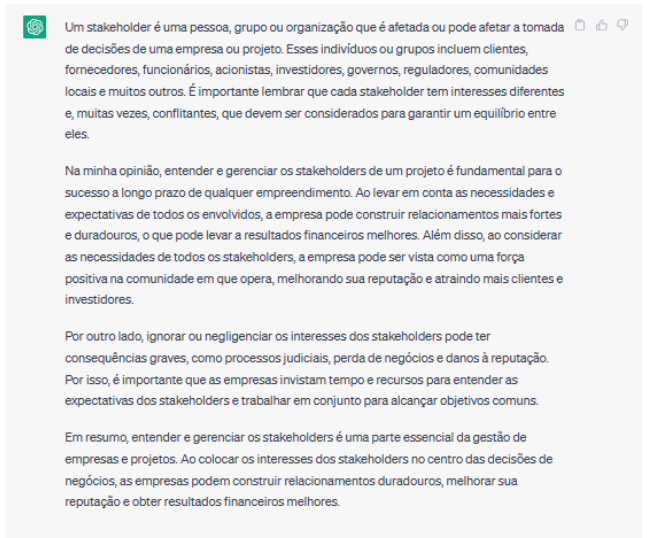 Um stakeholder é uma pessoa, grupo ou organização que é afetada ou pode afetar a tomada
de decisões de uma empresa ou projeto. Esses indivíduos ou grupos incluem clientes,
fornecedores, funcionários, acionistas, investidores, governos, reguladores, comunidades
locais e muitos outros. É importante lembrar que cada stakeholder tem interesses diferentes
e, muitas vezes, conflitantes, que devem ser considerados para garantir um equilíbrio entre
eles.
Na minha opinião, entender e gerenciar os stakeholders de um projeto é fundamental para o
sucesso a longo prazo de qualquer empreendimento. Ao levar em conta as necessidades e
expectativas de todos os envolvidos, a empresa pode construir relacionamentos mais fortes
e duradouros, o que pode levar a resultados financeiros melhores. Além disso, ao considerar
as necessidades de todos os stakeholders, a empresa pode ser vista como uma força
positiva na comunidade em que opera, melhorando sua reputação e atraindo mais clientes e
investidores.
Por outro lado, ignorar ou negligenciar os interesses dos stakeholders pode ter
consequências graves, como processos judiciais, perda de negócios e danos à reputação.
Por isso, é importante que as empresas invistam tempo e recursos para entender as
expectativas dos stakeholders e trabalhar em conjunto para alcançar objetivos comuns.
Em resumo, entender e gerenciar os stakeholders é uma parte essencial da gestão de
empresas e projetos. Ao colocar os interesses dos stakeholders no centro das decisões de
negócios, as empresas podem construir relacionamentos duradouros, melhorar sua
reputação e obter resultados financeiros melhores.